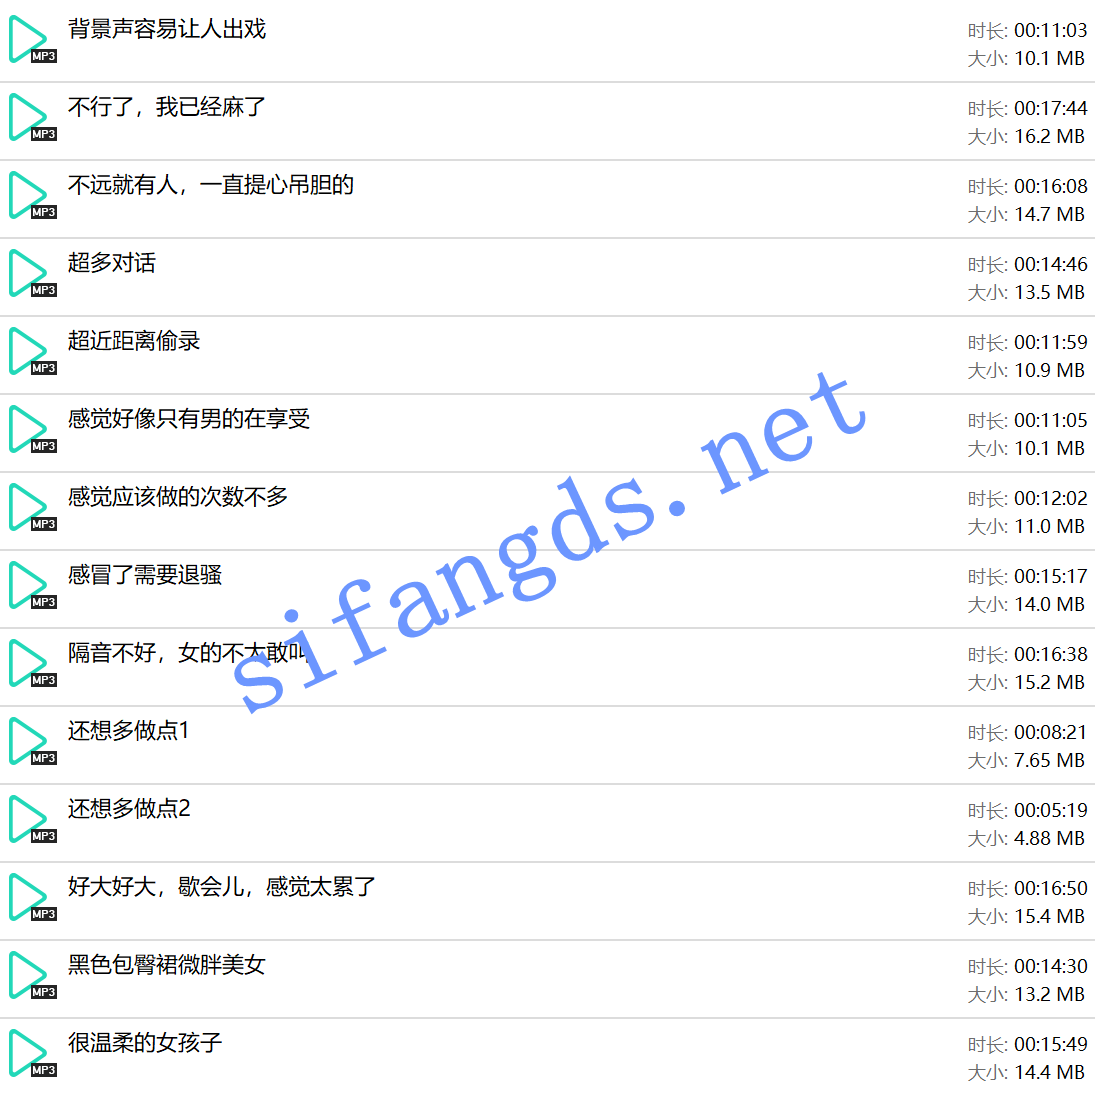 背景声容易让人出戏
时长: 00:11:03
MP3
大小: 10.1 MB
不行了，我已经麻了
时长: 00:17:44
MP3
大小: 16.2 MB
不远就有人，一直提心吊胆的
时长: 00:16:08
MP3
大小: 14.7 MB
超多对话
时长: 00:14:46
MP3
大小: 13.5 MB
超近距离偷录
时长: 00:11:59
MP3
大小: 10.9 MB
感觉好像只有男的在享受
时长: 00:11:05
MP3
大小: 10.1 MB
感觉应该做的次数不多
时长: 00:12:02
MP3
大小: 11.0 MB
感冒了需要退骚
时长: 00:15:17
MP3
大小: 14.0 MB
隔音不好，女的不太敢叫
时长: 00:16:38
MP3
大小: 15.2 MB
还想多做点1
时长: 00:08:21
MP3
大小: 7.65 MB
还想多做点2
时长: 00:05:19
MP3
大小: 4.88 MB
好大好大，歇会儿，感觉太累了
时长: 00:16:50
MP3
大小: 15.4 MB
黑色包臀裙微胖美女
时长: 00:14:30
MP3
大小: 13.2 MB
很温柔的女孩子
时长: 00:15:49
MP3
大小: 14.4 MB
sifangds.net